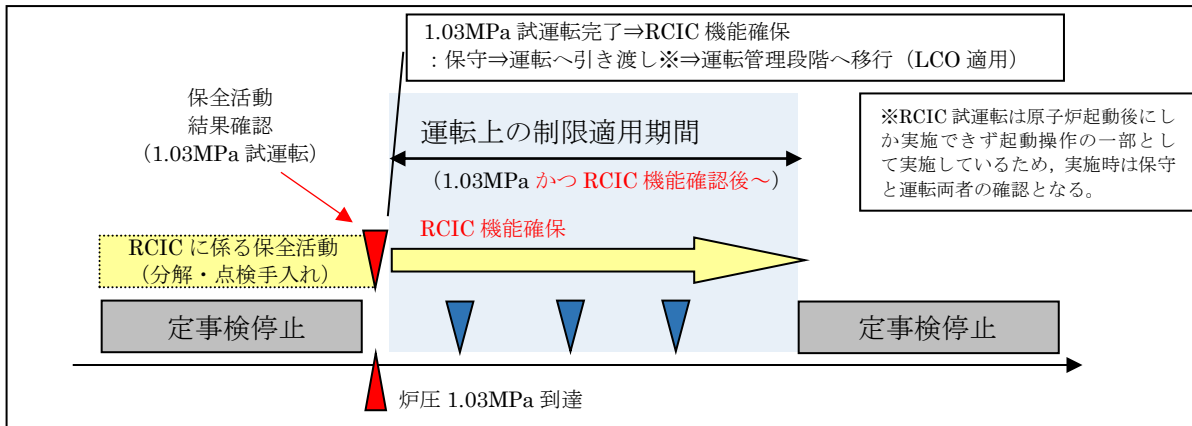 1.03MPa 試運転完了⇒RCIC 機能確保
：保守⇒運転へ引き渡し※⇒運転管理段階へ移行（LCO 適用）
保全活動
結果確認
（1.03MPa 試運転）
運転上の制限適用期間
（1.03MPa かつ RCIC 機能確認後～）
※RCIC 試運転は原子炉起動後にし
か実施できず起動操作の一部とし
て実施しているため，実施時は保守
と運転両者の確認となる。
RCIC 機能確保
RCIC に係る保全活動
（分解・点検手入れ）
定事検停止
定事検停止
炉圧 1.03MPa 到達